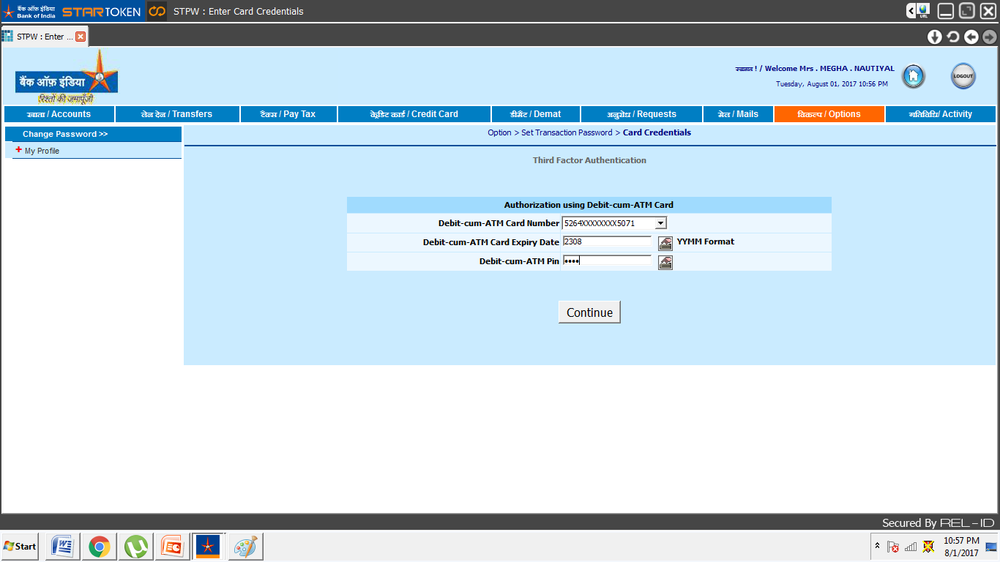 बैंक ऑफ़ इंडिया
Bank of India
STARTOKEN
STPW : Enter Card Credentials
URL
STPW : Enter ...
बैंक ऑफ़ इंडिया
रिश्तों की जमापूँजी
स्वागत ! / Welcome Mrs . MEGHA . NAUTIYAL
Tuesday, August 01, 2017 10:56 PM
LOGOUT
खाता / Accounts
लेन देन / Transfers
टैक्स / Pay Tax
क्रेडिट कार्ड / Credit Card
डीमैट / Demat
अनुरोध / Requests
मेल / Mails
विकल्प / Options
गतिविधि/ Activity
Change Password >>
My Profile
Option > Set Transaction Password > Card Credentials
Third Factor Authentication
Authorization using Debit-cum-ATM Card
Debit-cum-ATM Card Number 5264XXXXXXXX5071
Debit-cum-ATM Card Expiry Date 2308 YYMM Format
Debit-cum-ATM Pin ••••
Continue
Secured By REL-ID
Start
10:57 PM
8/1/2017